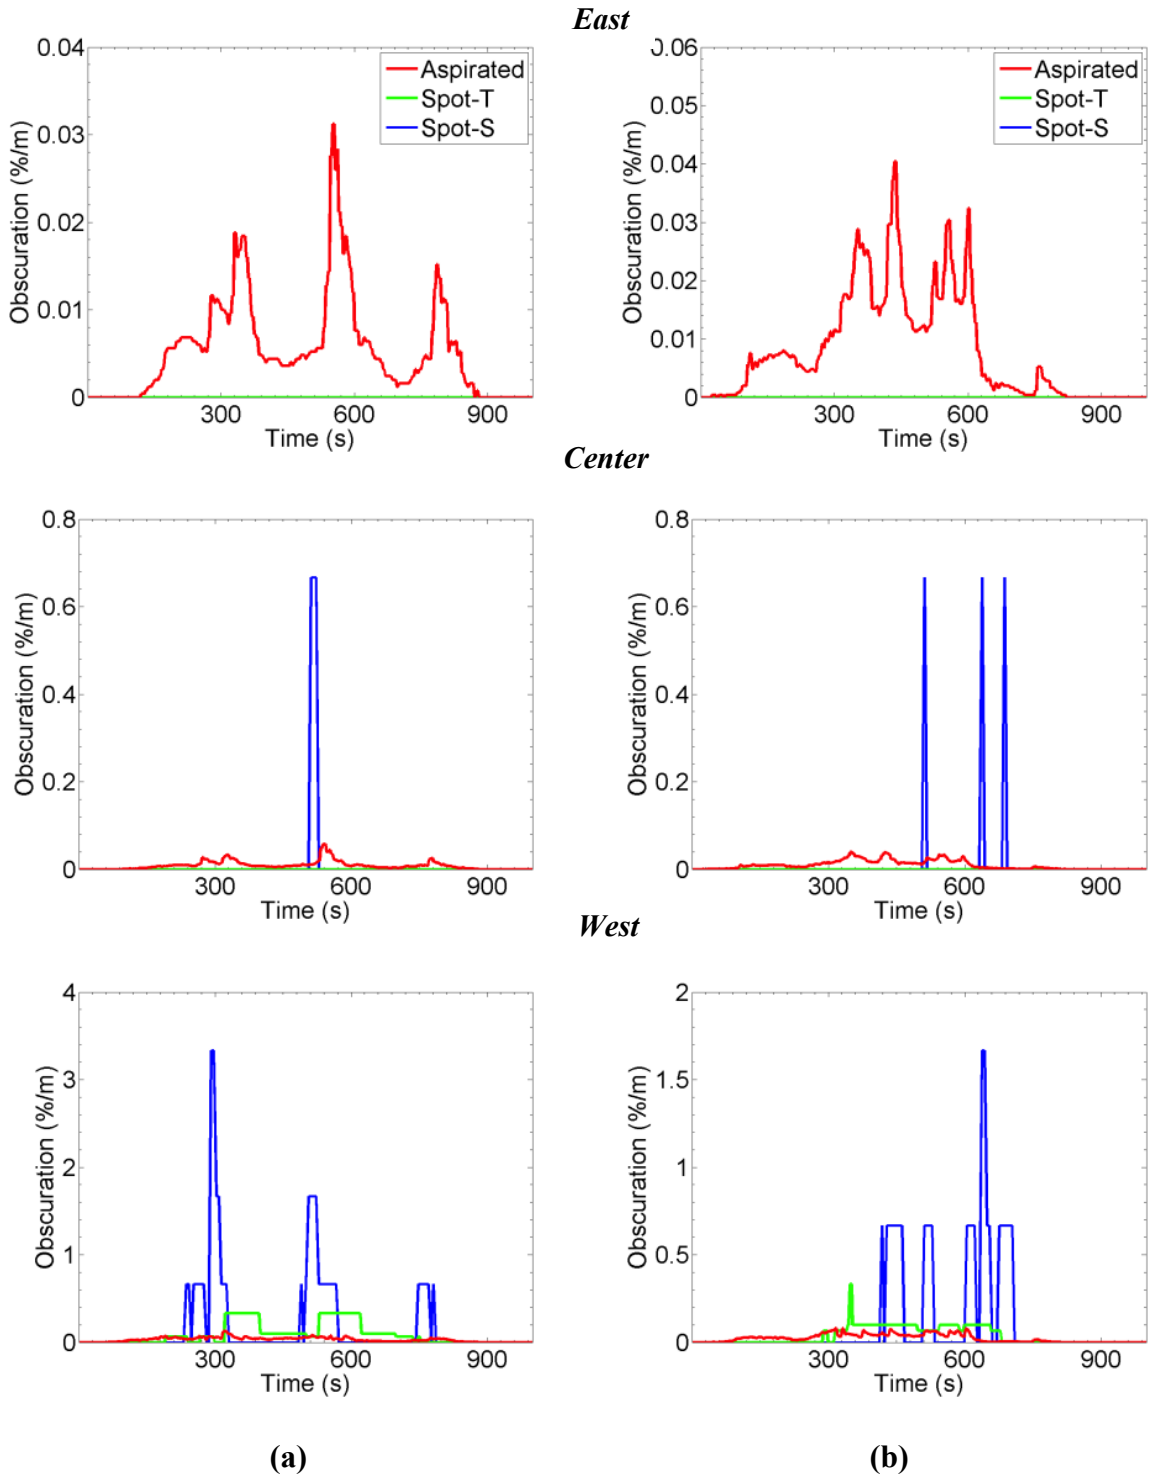 East
0.04
0.03
0.02
0.01
0
Obscuration (%/m)
Aspirated
Spot-T
Spot-S
300 600 900
Time (s)
0.06
0.05
0.04
0.03
0.02
0.01
0
Obscuration (%/m)
Aspirated
Spot-T
Spot-S
300 600 900
Time (s)
Center
0.8
0.6
0.4
0.2
0
Obscuration (%/m)
300 600 900
Time (s)
0.8
0.6
0.4
0.2
0
Obscuration (%/m)
300 600 900
Time (s)
West
4
3
2
1
0
Obscuration (%/m)
300 600 900
Time (s)
2
1.5
1
0.5
0
Obscuration (%/m)
300 600 900
Time (s)
(a) (b)